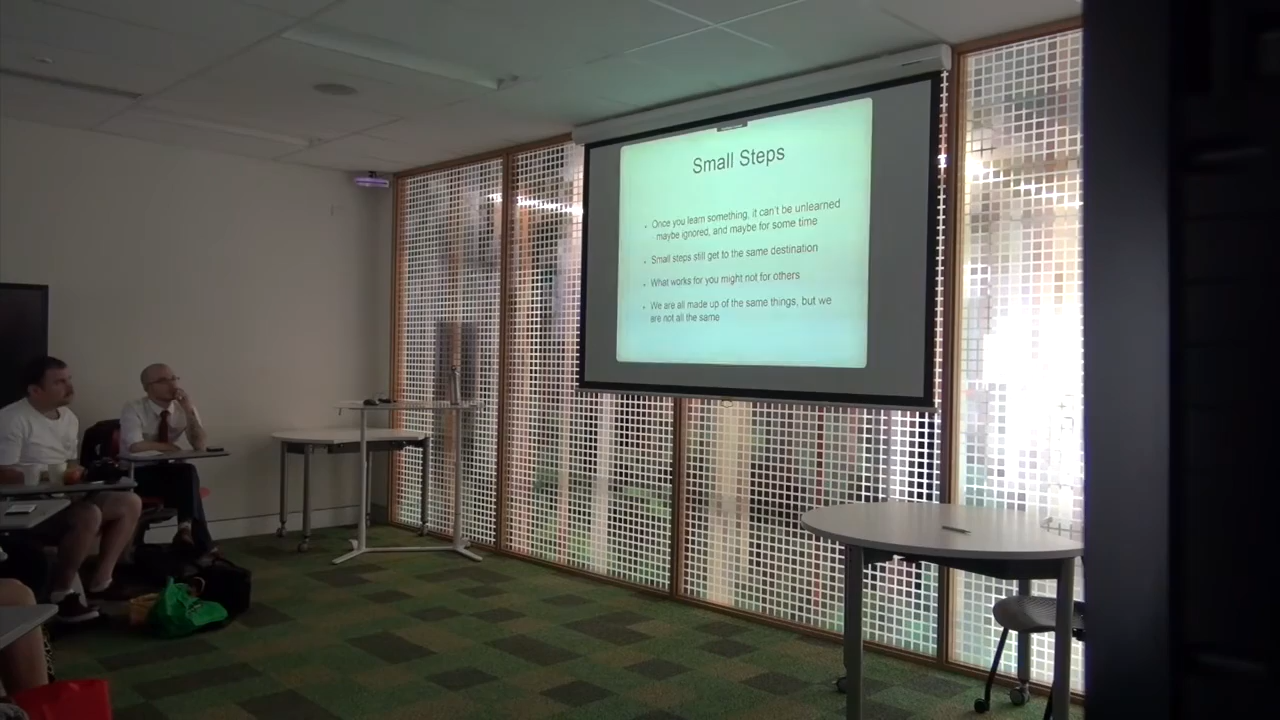 Small Steps
• Once you learn something, it can't be unlearned
- maybe ignored, and maybe for some time
• Small steps still get to the same destination
• What works for you might not for others
• We are all made up of the same things, but we
are not all the same